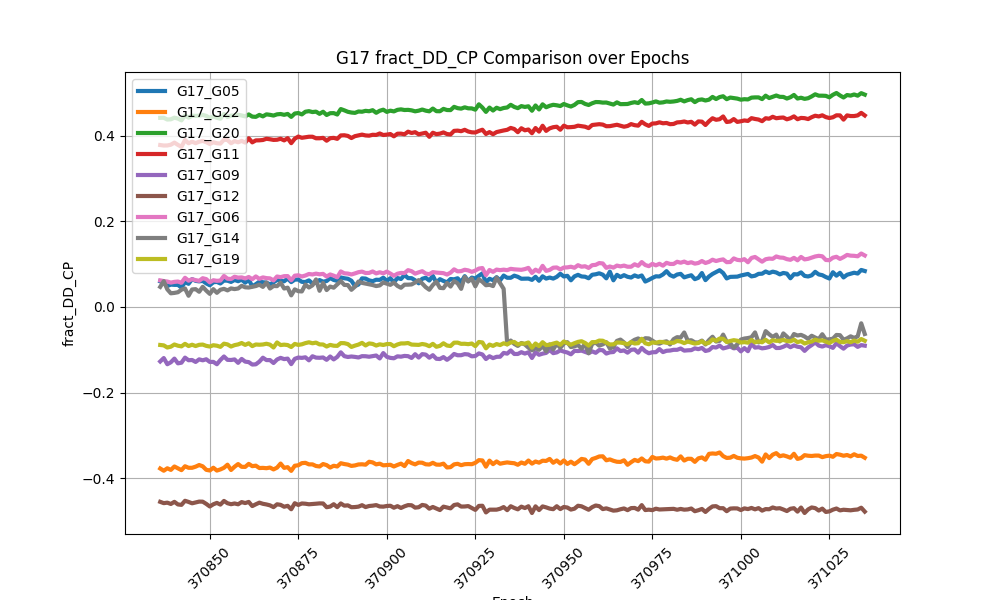 G17 fract_DD_CP Comparison over Epochs
G17_G05
G17_G22
G17_G20
G17_G11
G17_G09
G17_G12
G17_G06
G17_G14
G17_G19
fract_DD_CP
0.4
0.2
0.0
−0.2
−0.4
370850
370875
370900
370925
370950
370975
371000
371025
Epoch